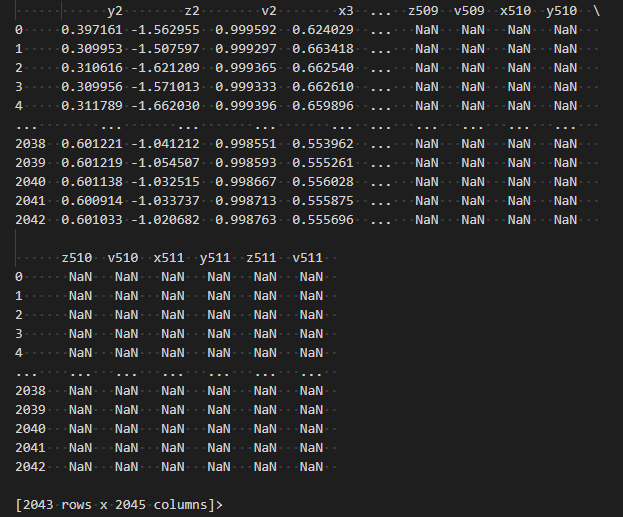 y2 z2 v2 x3 ... z509 v509 x510 y510 \
0 0.397161 -1.562955 0.999592 0.624029 ... NaN NaN NaN NaN
1 0.309953 -1.507597 0.999297 0.663418 ... NaN NaN NaN NaN
2 0.310616 -1.621209 0.999365 0.662540 ... NaN NaN NaN NaN
3 0.309956 -1.571013 0.999333 0.662610 ... NaN NaN NaN NaN
4 0.311789 -1.662030 0.999396 0.659896 ... NaN NaN NaN NaN
... ... ... ... ... ... ... ... ... ...
2038 0.601221 -1.041212 0.998551 0.553962 ... NaN NaN NaN NaN
2039 0.601219 -1.054507 0.998593 0.555261 ... NaN NaN NaN NaN
2040 0.601138 -1.032515 0.998667 0.556028 ... NaN NaN NaN NaN
2041 0.600914 -1.033737 0.998713 0.555875 ... NaN NaN NaN NaN
2042 0.601033 -1.020682 0.998763 0.555696 ... NaN NaN NaN NaN
z510 v510 x511 y511 z511 v511
0 NaN NaN NaN NaN NaN NaN
1 NaN NaN NaN NaN NaN NaN
2 NaN NaN NaN NaN NaN NaN
3 NaN NaN NaN NaN NaN NaN
4 NaN NaN NaN NaN NaN NaN
... ... ... ... ... ... ...
2038 NaN NaN NaN NaN NaN NaN
2039 NaN NaN NaN NaN NaN NaN
2040 NaN NaN NaN NaN NaN NaN
2041 NaN NaN NaN NaN NaN NaN
2042 NaN NaN NaN NaN NaN NaN
[2043 rows x 2045 columns]>